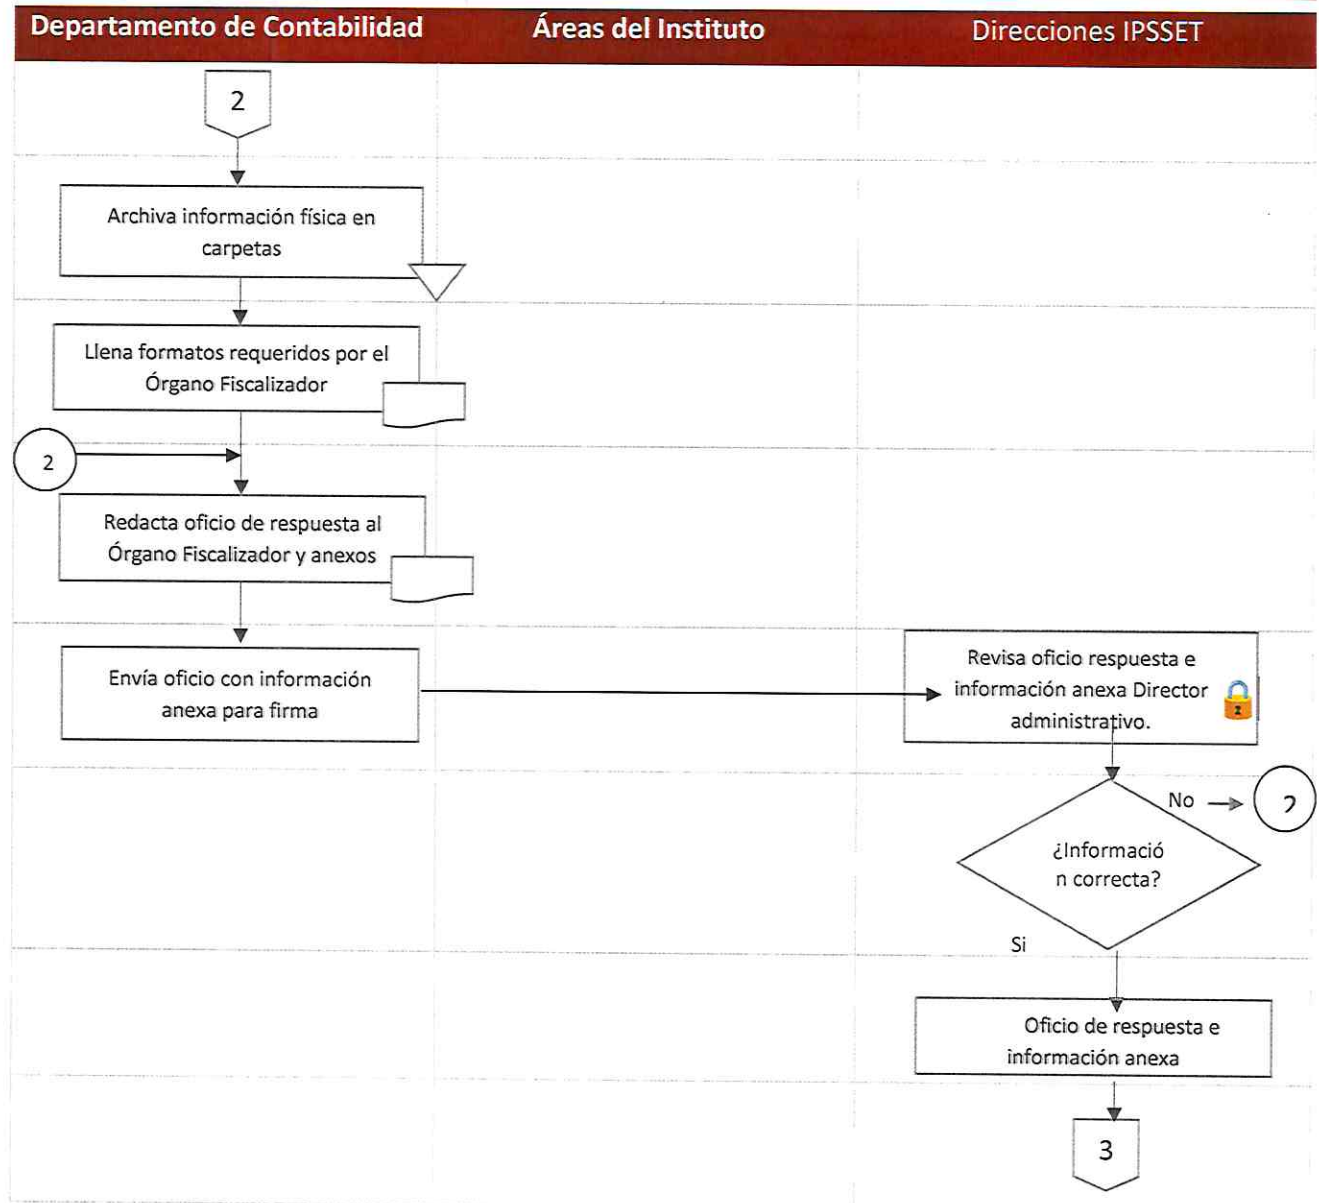 Departamento de Contabilidad
Áreas del Instituto
Direcciones IPSSET
2
Archiva información física en
carpetas
Llena formatos requeridos por el
Órgano Fiscalizador
2
Redacta oficio de respuesta al
Órgano Fiscalizador y anexos
Envía oficio con información
anexa para firma
Revisa oficio respuesta e
información anexa Director
administrativo.
No
2
¿Informació
n correcta?
Si
Oficio de respuesta e
información anexa
3